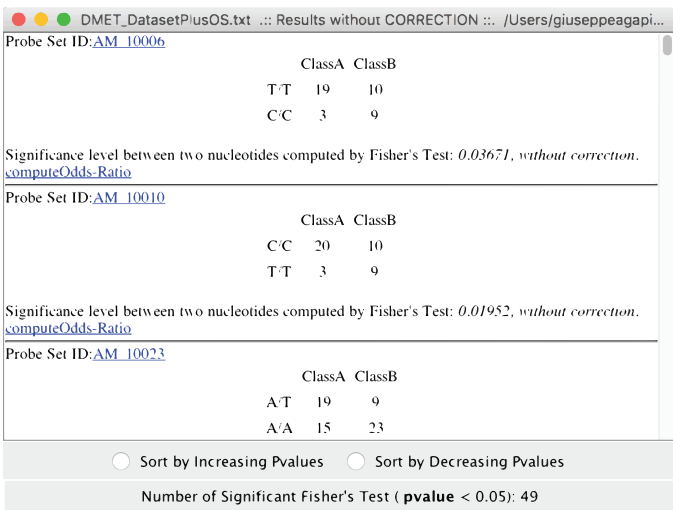 DMET_DatasetPlusOS.txt .:: Results without CORRECTION ::. /Users/giuseppeagapi...
Probe Set ID:AM_10006
ClassA ClassB
T/T 19 10
C/C 3 9
Significance level between two nucleotides computed by Fisher's Test: 0.03671, without correction.
computeOdds-Ratio
Probe Set ID:AM_10010
ClassA ClassB
C/C 20 10
T/T 3 9
Significance level between two nucleotides computed by Fisher's Test: 0.01952, without correction.
computeOdds-Ratio
Probe Set ID:AM_10023
ClassA ClassB
A/T 19 9
A/A 15 23
Sort by Increasing Pvalues Sort by Decreasing Pvalues
Number of Significant Fisher's Test ( pvalue < 0.05): 49